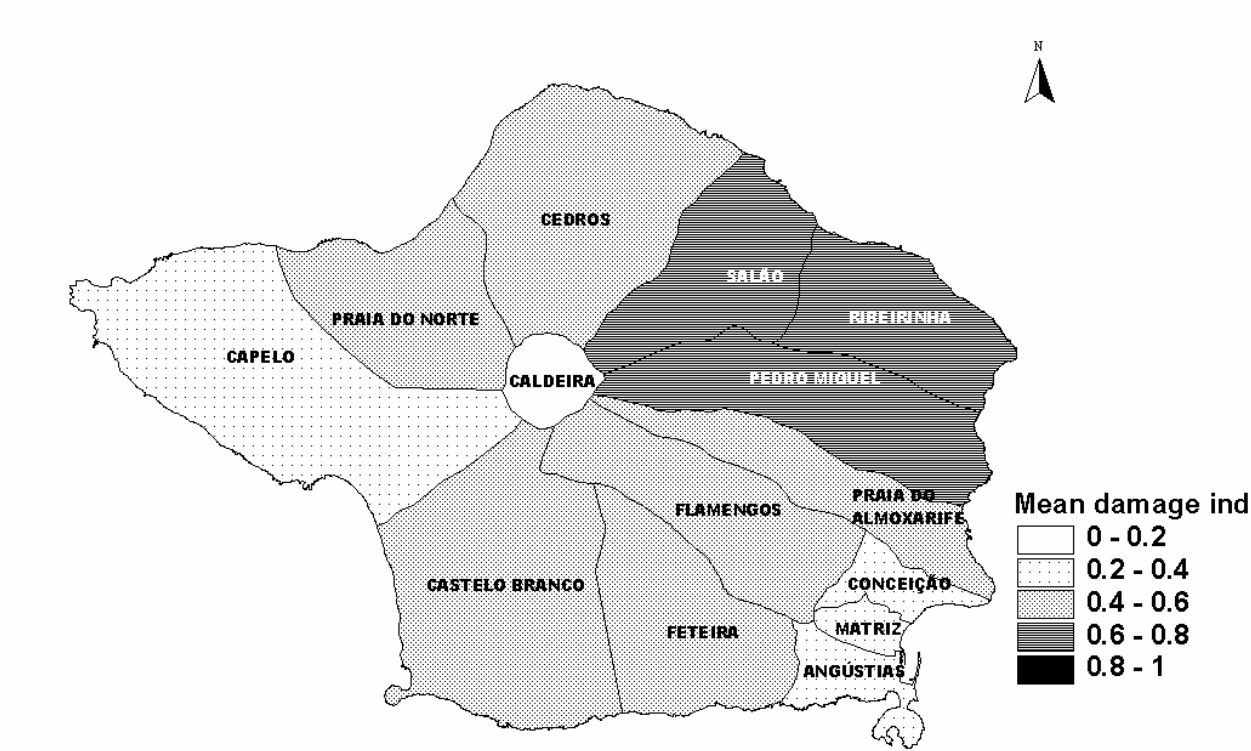 N
CEDROS
SALÃO
RIBEIRINHA
PRAIA DO NORTE
CAPELO
CALDEIRA
PEDRO MIGUEL
FLAMENGOS
PRAIA DO
ALMOXARIFE
CASTELO BRANCO
CONCEIÇÃO
FETEIRA
MATRIZ
ANGÚSTIAS
Mean damage ind
0 - 0.2
0.2 - 0.4
0.4 - 0.6
0.6 - 0.8
0.8 - 1